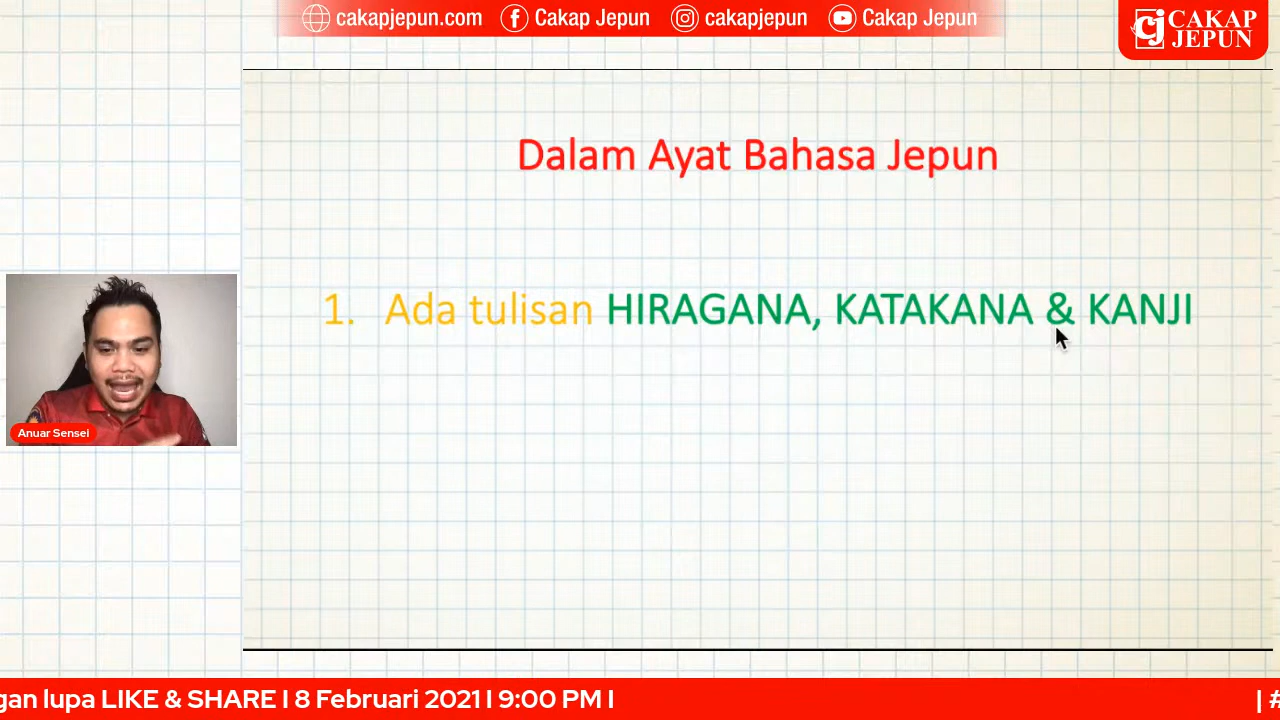 cakapjepun.com Cakap Jepun cakapjepun Cakap Jepun
CAKAP
JEPUN
Dalam Ayat Bahasa Jepun
1. Ada tulisan HIRAGANA, KATAKANA & KANJI
Anuar Sensei
gan lupa LIKE & SHARE I 8 Februari 2021 I 9:00 PM I | #